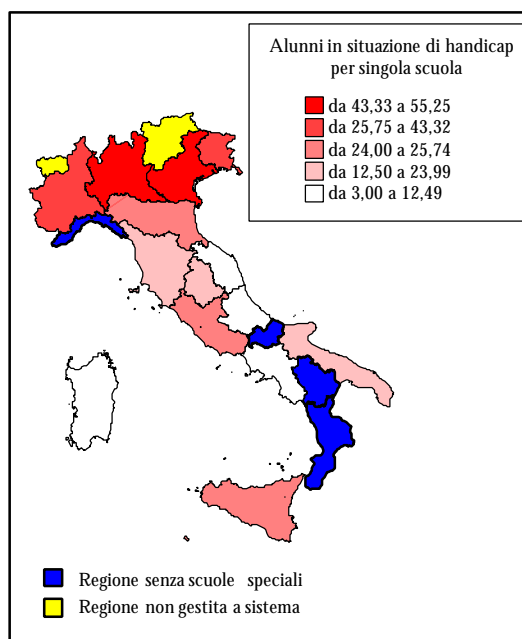 Alunni in situazione di handicap
per singola scuola
da 43,33 a 55,25
da 25,75 a 43,32
da 24,00 a 25,74
da 12,50 a 23,99
da 3,00 a 12,49
Regione senza scuole speciali
Regione non gestita a sistema